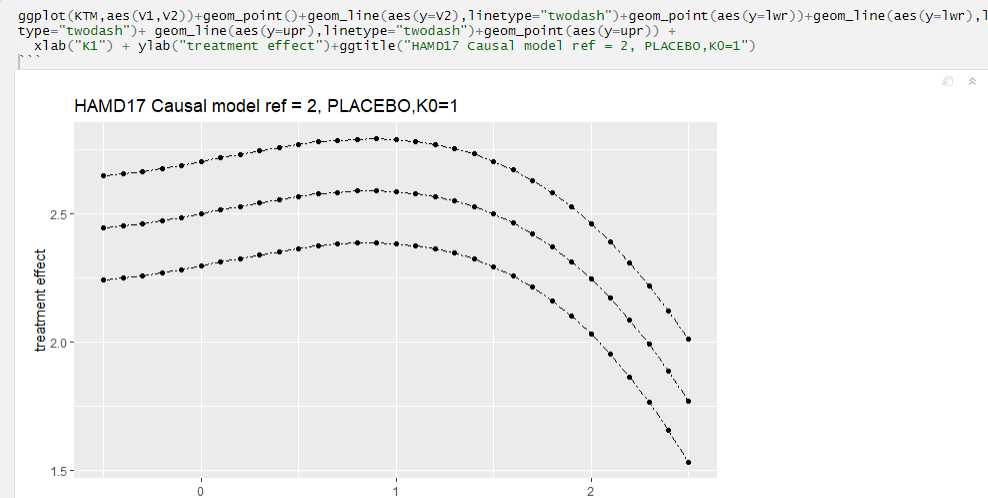 ggplot(KTM,aes(V1,V2))+geom_point()+geom_line(aes(y=V2),linetype="twodash")+geom_point(aes(y=lwr))+geom_line(aes(y=lwr),l
type="twodash")+ geom_line(aes(y=upr),linetype="twodash")+geom_point(aes(y=upr)) +
xlab("K1") + ylab("treatment effect")+ggtitle("HAMD17 Causal model ref = 2, PLACEBO,K0=1")
```
HAMD17 Causal model ref = 2, PLACEBO,K0=1
treatment effect
2.5
2.0
1.5
0 1 2